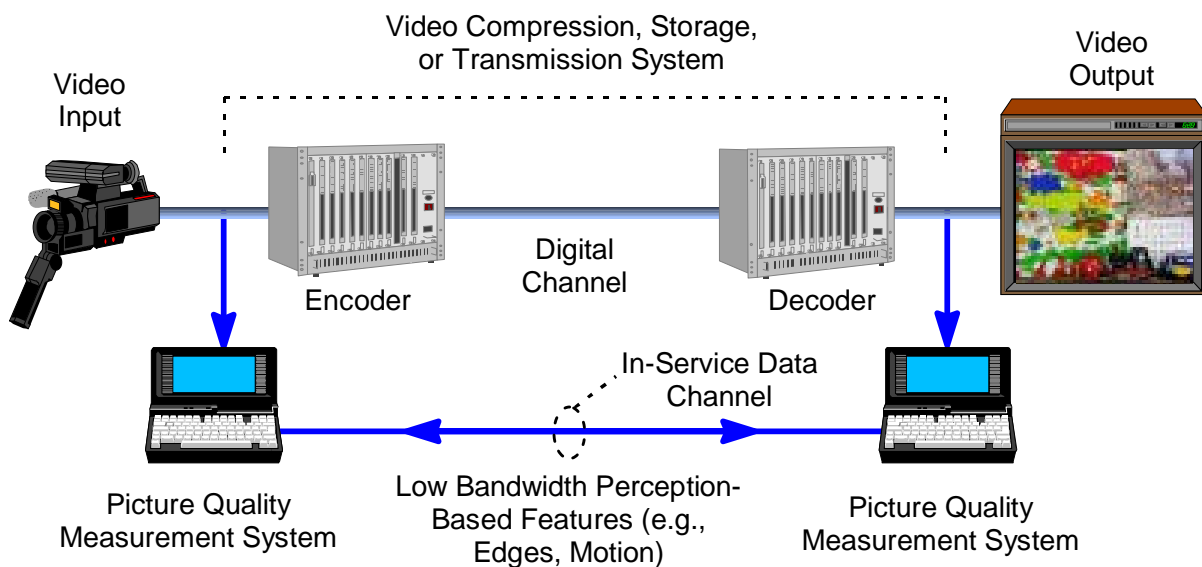 Video Compression, Storage,
or Transmission System
Video
Input
Video
Output
Encoder
Digital
Channel
Decoder
In-Service Data
Channel
Picture Quality
Measurement System
Low Bandwidth Perception-
Based Features (e.g.,
Edges, Motion)
Picture Quality
Measurement System